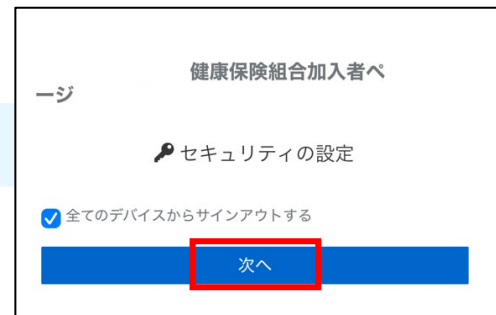 健康保険組合加入者ペ
ージ
セキュリティの設定
全てのデバイスからサインアウトする
次へ